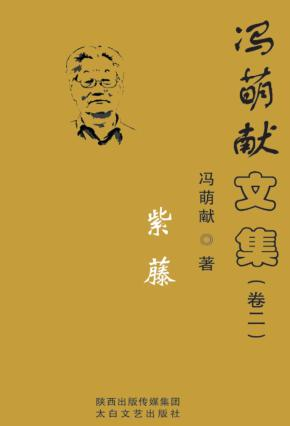 冯萌献文集（卷二）
冯萌献◎著
紫藤
陕西出版传媒集团
太白文艺出版社